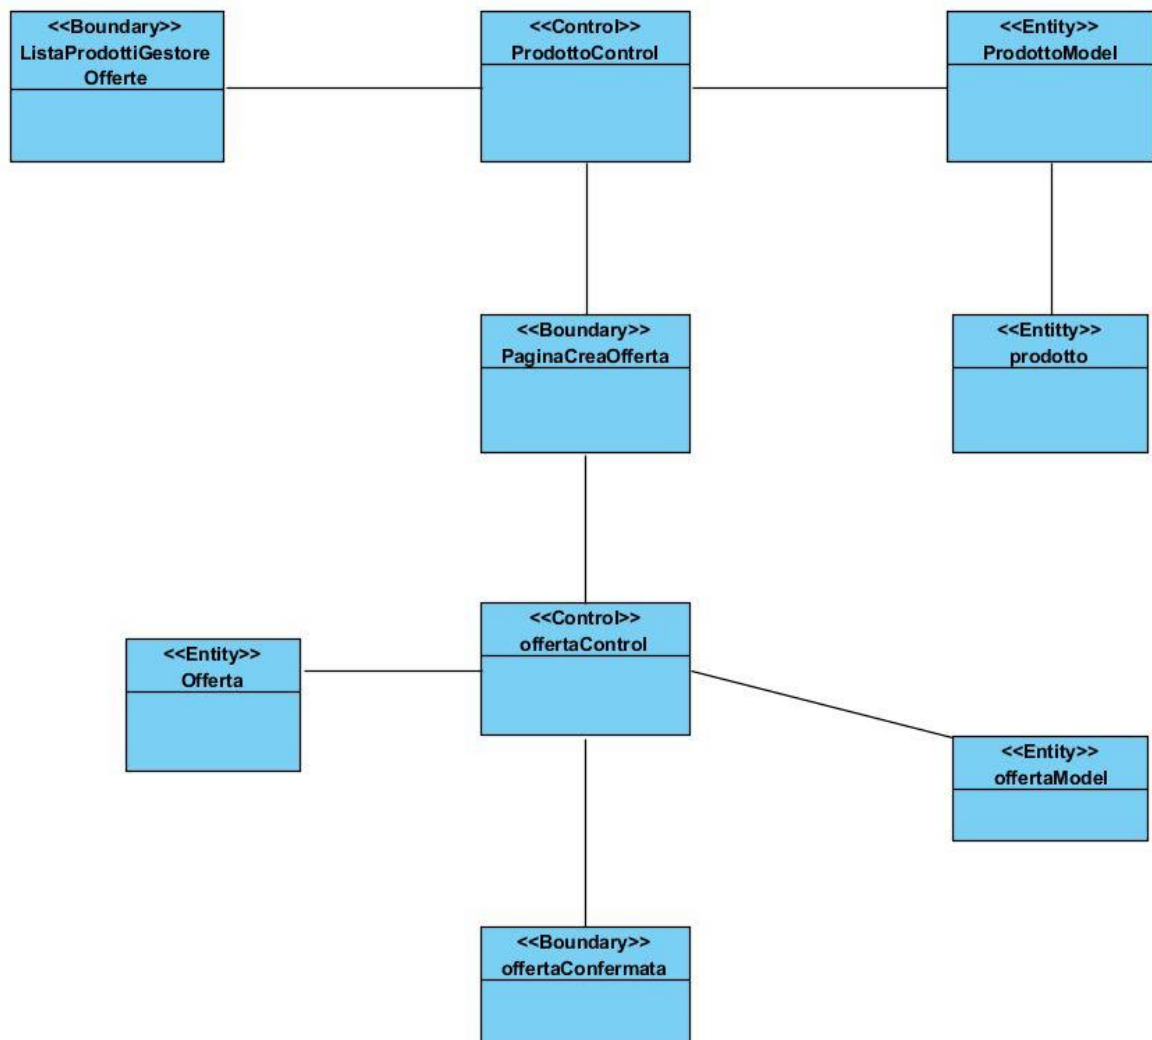 <<Boundary>>
ListaProdottiGestore
Offerte
<<Control>>
ProdottoControl
<<Entity>>
ProdottoModel
<<Boundary>>
PaginaCreaOfferta
<<Entitty>>
prodotto
<<Control>>
offertaControl
<<Entity>>
Offerta
<<Entity>>
offertaModel
<<Boundary>>
offertaConfermata